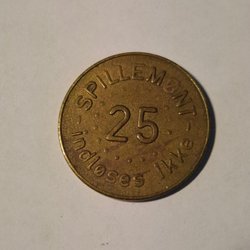 - SPILLEMØNT -
25
indløses ikke